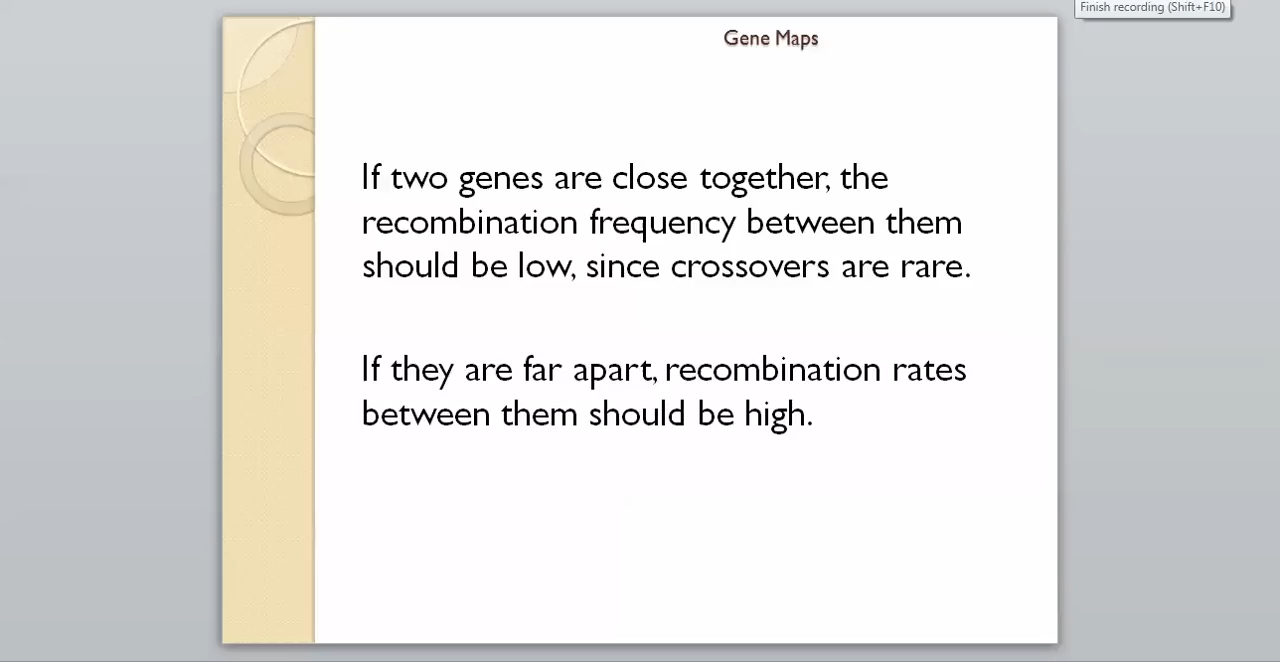 Finish recording (Shift+F10)
Gene Maps
If two genes are close together, the
recombination frequency between them
should be low, since crossovers are rare.
If they are far apart, recombination rates
between them should be high.